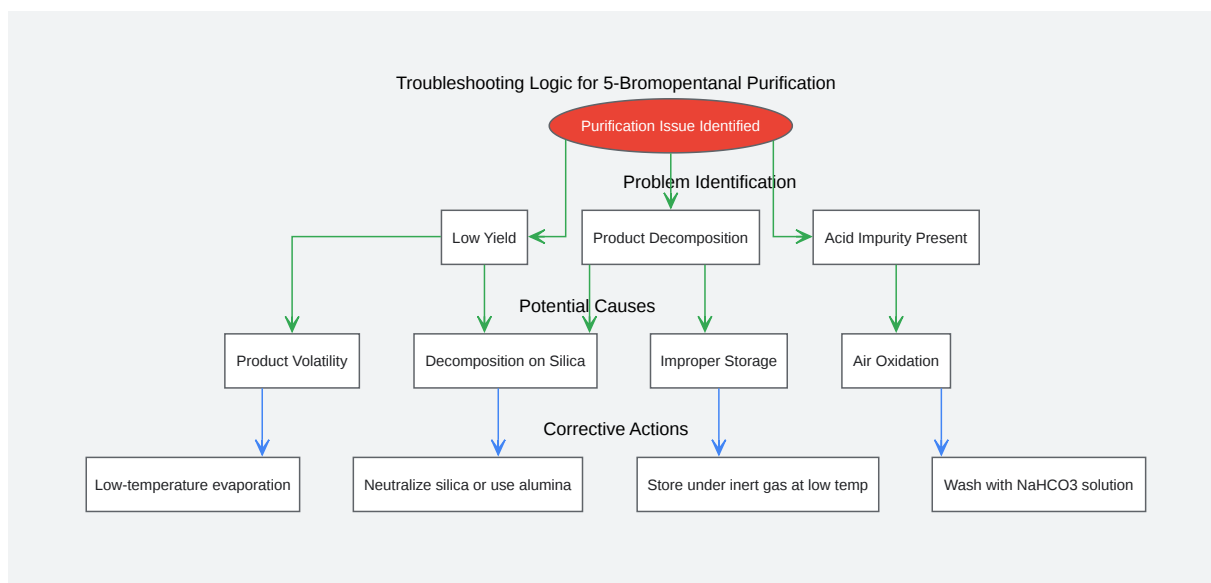 Troubleshooting Logic for 5-Bromopentanal Purification
Purification Issue Identified
Problem Identification
Low Yield
Product Decomposition
Acid Impurity Present
Potential Causes
Product Volatility
Decomposition on Silica
Improper Storage
Air Oxidation
Corrective Actions
Low-temperature evaporation
Neutralize silica or use alumina
Store under inert gas at low temp
Wash with NaHCO3 solution